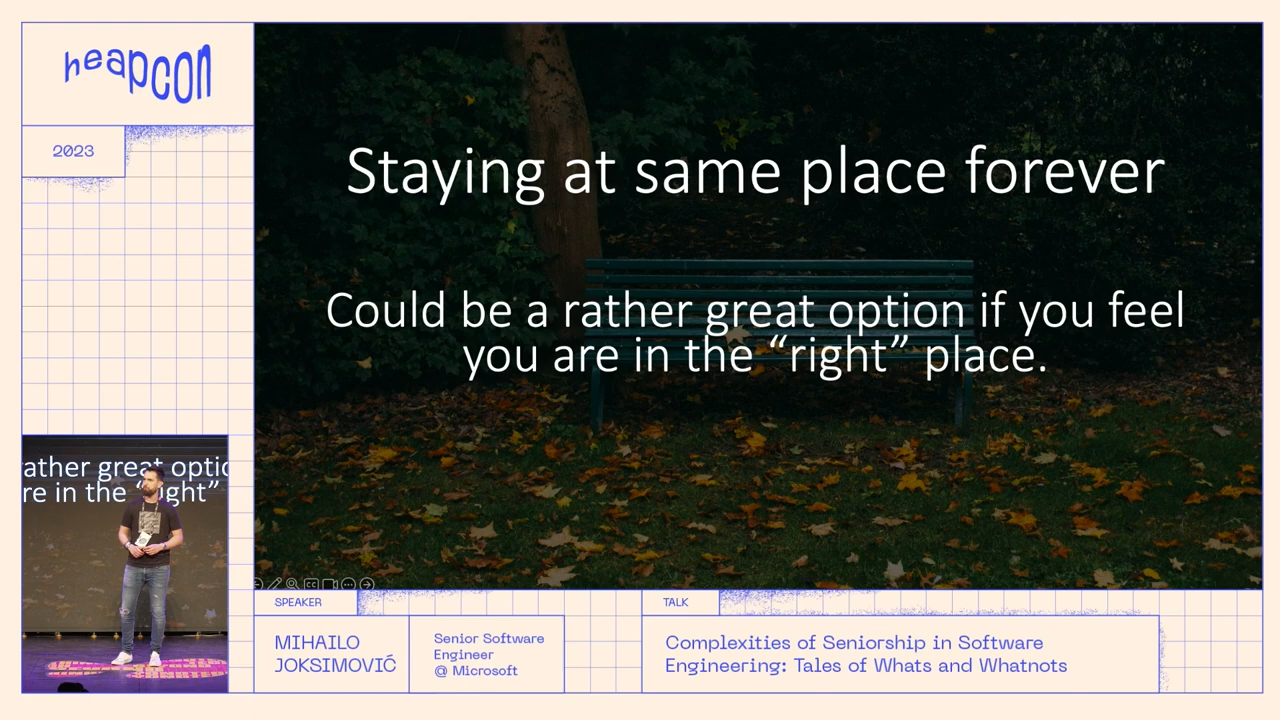 heapcon
2023
Staying at same place forever
Could be a rather great option if you feel
you are in the “right” place.
ather great optio
re in the “right”
SPEAKER
MIHAILO
JOKSIMOVIĆ
Senior Software
Engineer
@ Microsoft
TALK
Complexities of Seniorship in Software
Engineering: Tales of Whats and Whatnots